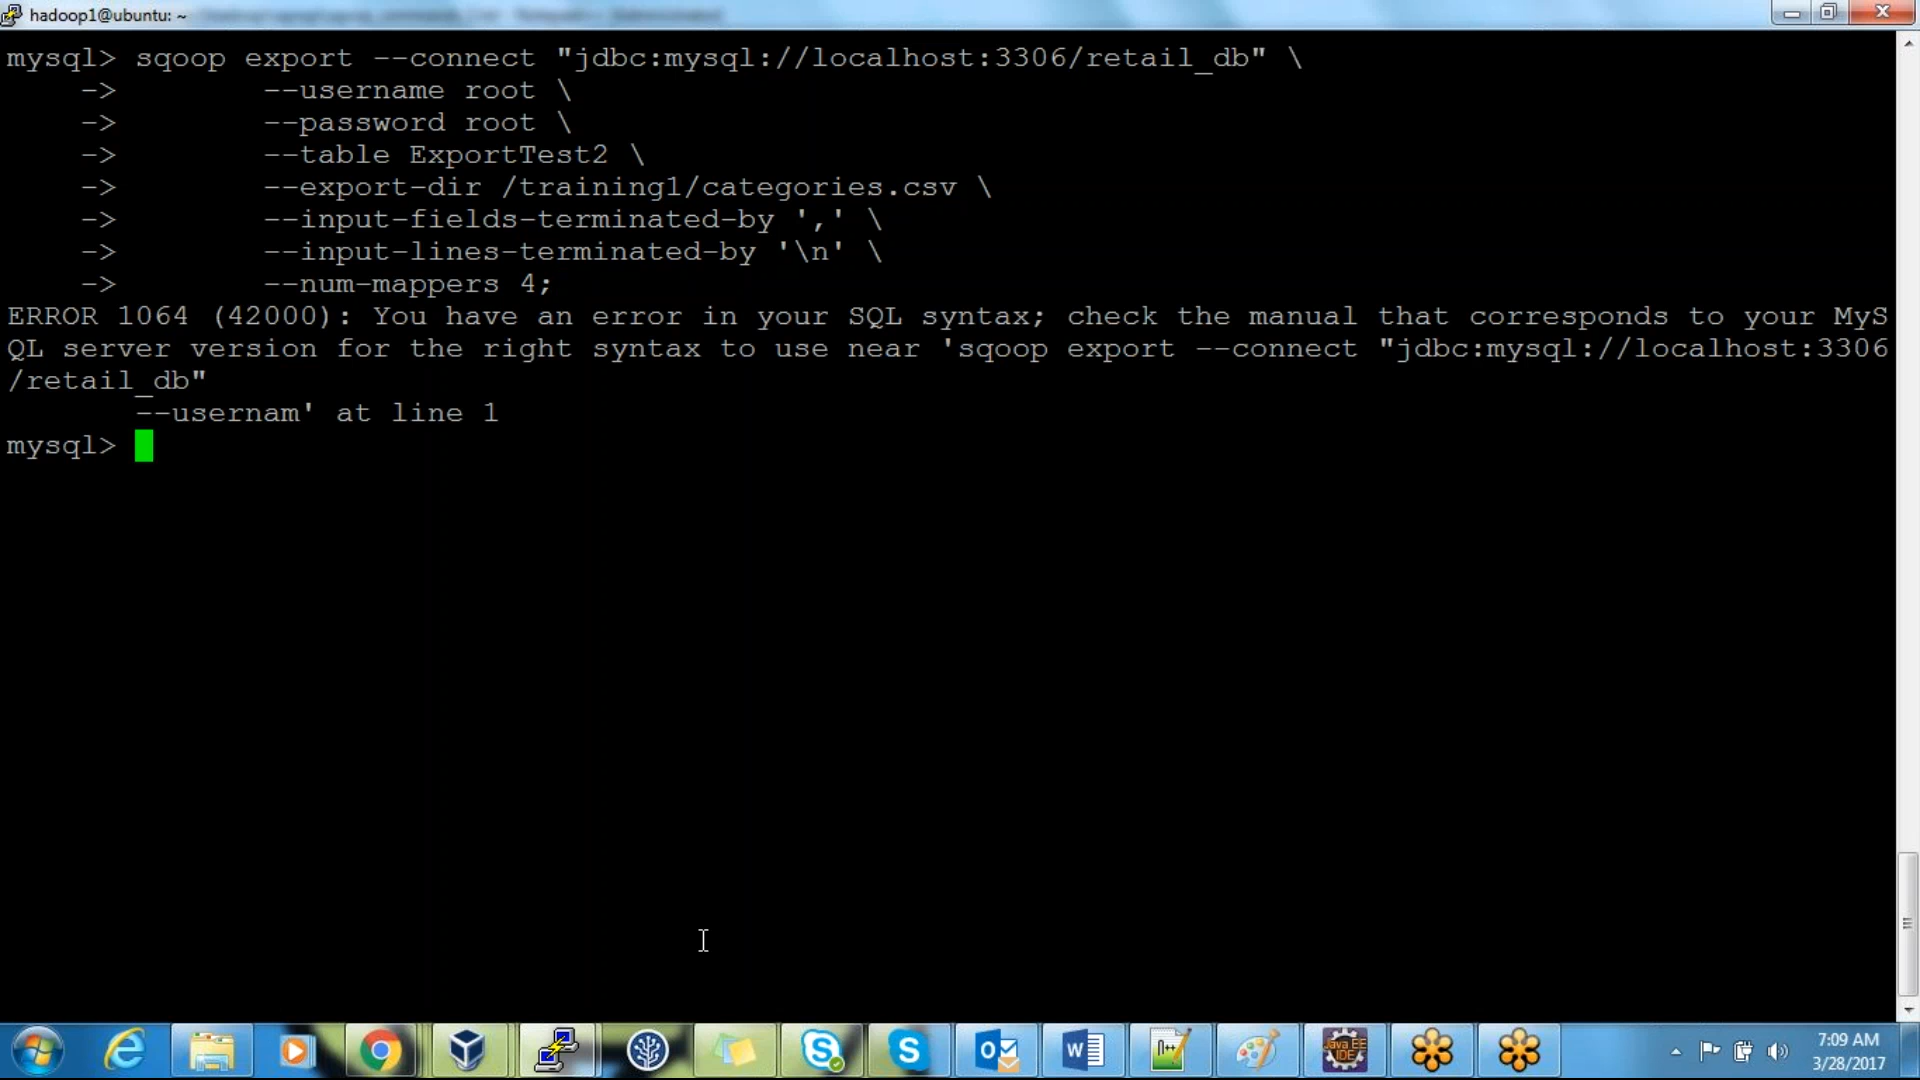 hadoop1@ubuntu: ~
mysql> sqoop export --connect "jdbc:mysql://localhost:3306/retail_db" \
-> --username root \
-> --password root \
-> --table ExportTest2 \
-> --export-dir /training1/categories.csv \
-> --input-fields-terminated-by ',' \
-> --input-lines-terminated-by '\n' \
-> --num-mappers 4;
ERROR 1064 (42000): You have an error in your SQL syntax; check the manual that corresponds to your MyS
QL server version for the right syntax to use near 'sqoop export --connect "jdbc:mysql://localhost:3306
/retail_db"
--usernam' at line 1
mysql>
7:09 AM
3/28/2017